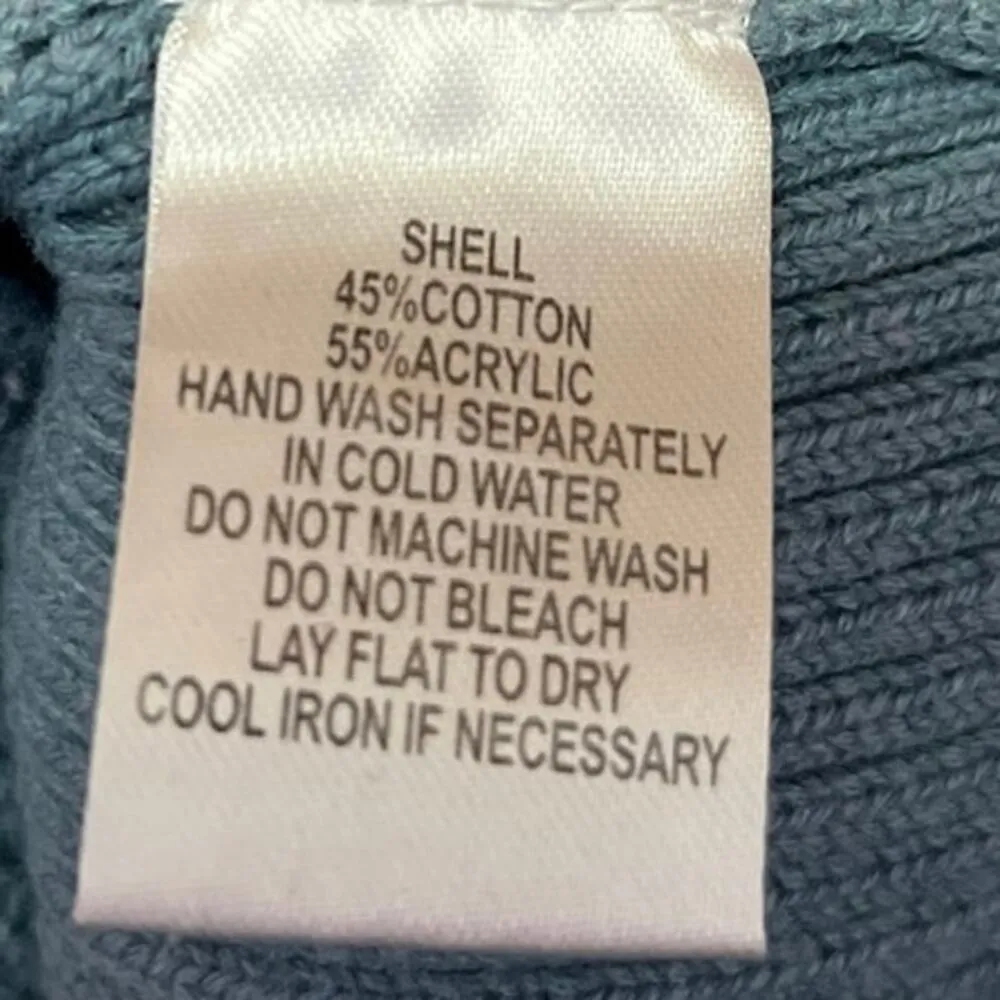 SHELL
45%COTTON
55%ACRYLIC
HAND WASH SEPARATELY
IN COLD WATER
DO NOT MACHINE WASH
DO NOT BLEACH
LAY FLAT TO DRY
COOL IRON IF NECESSARY